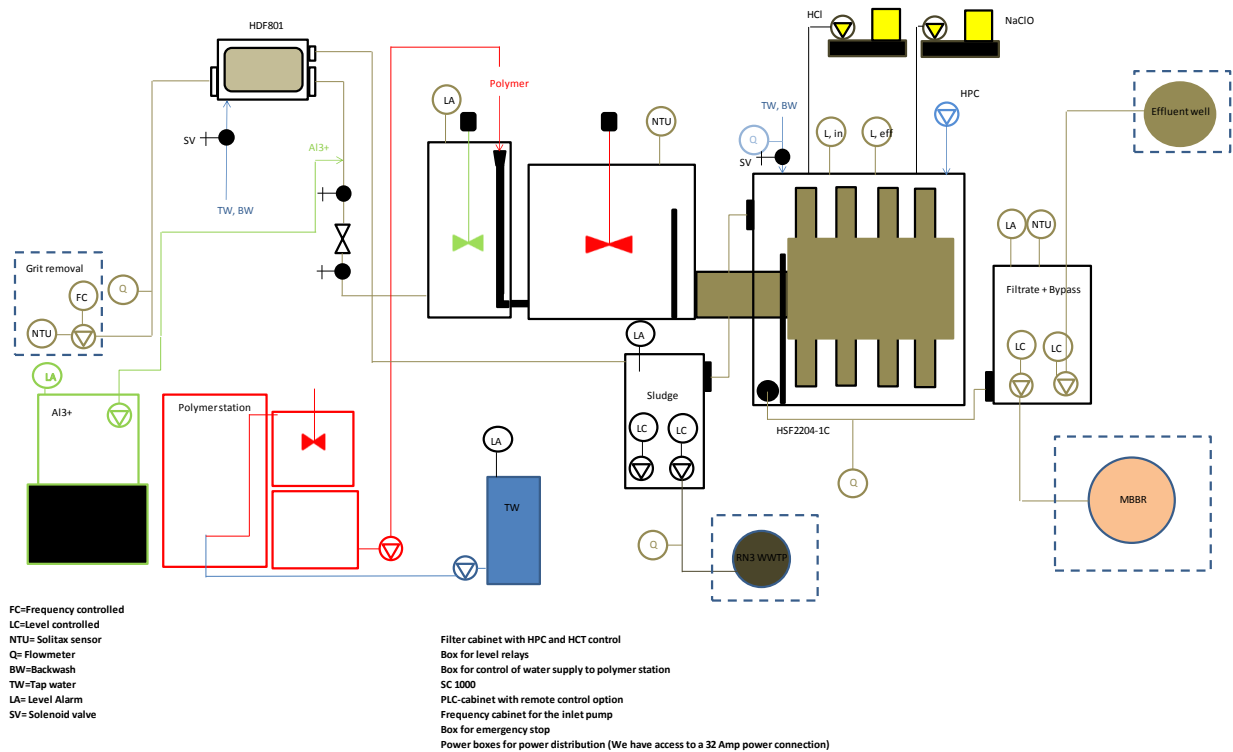 HDF801
HCl
NaClO
Polymer
LA
NTU
TW, BW
HPC
Q
L, in
L, eff
Effluent well
SV
SV
Al3+
TW, BW
LA
NTU
Grit removal
FC
Q
NTU
Filtrate + Bypass
LA
LC
LC
LA
Al3+
Polymer station
Sludge
LC
LC
HSF2204-1C
LA
Q
MBBR
TW
Q
RN3 WWTP
FC=Frequency controlled
LC=Level controlled
NTU= Solitax sensor
Q= Flowmeter
BW=Backwash
TW=Tap water
LA= Level Alarm
SV= Solenoid valve
Filter cabinet with HPC and HCT control
Box for level relays
Box for control of water supply to polymer station
SC 1000
PLC-cabinet with remote control option
Frequency cabinet for the inlet pump
Box for emergency stop
Power boxes for power distribution (We have access to a 32 Amp power connection)